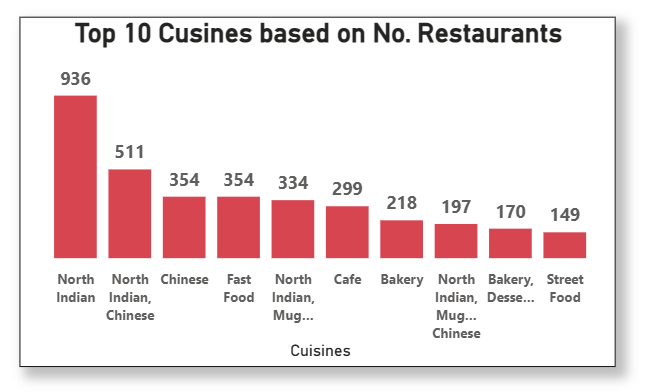 Top 10 Cusines based on No. Restaurants
936
511
354
354
334
299
218
197
170
149
North
Indian
North
Indian,
Chinese
Chinese
Fast
Food
North
Indian,
Mug...
Cafe
Bakery
North
Indian,
Mug...
Chinese
Bakery,
Desse...
Street
Food
Cuisines